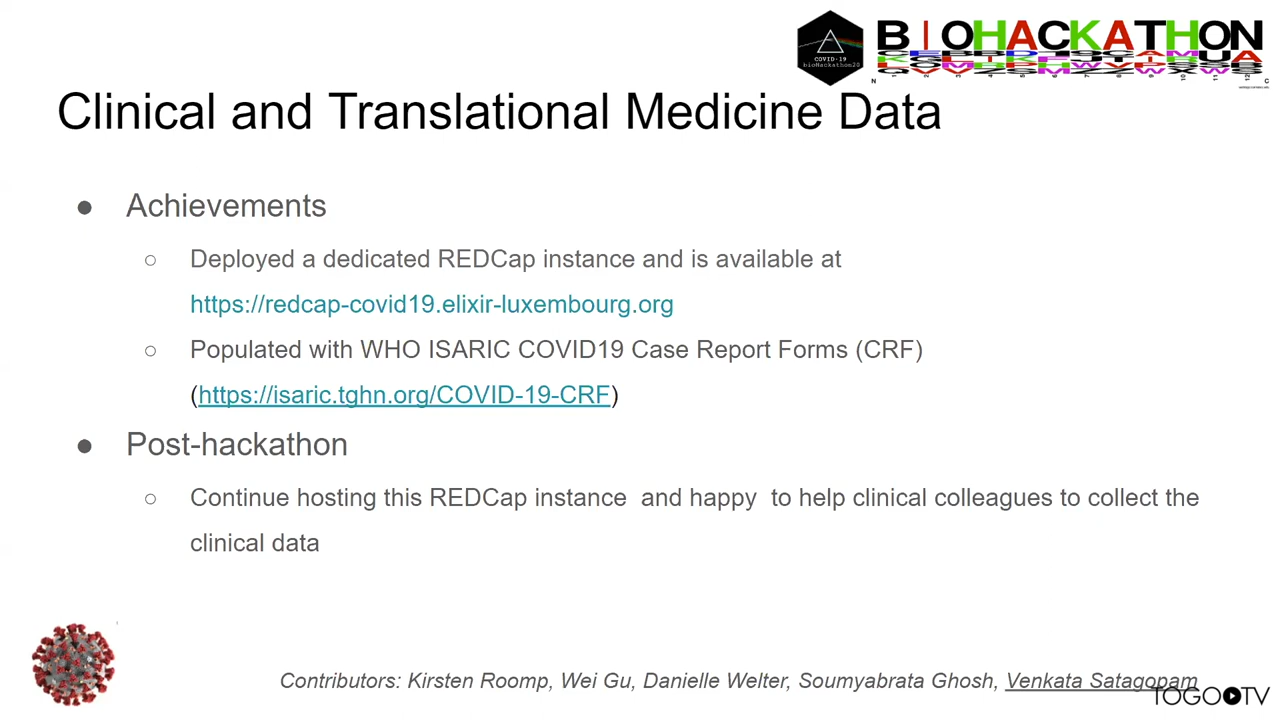 COVID-19
bioHackathon20
BIOHACKATHON
Clinical and Translational Medicine Data
● Achievements
○ Deployed a dedicated REDCap instance and is available at
https://redcap-covid19.elixir-luxembourg.org
○ Populated with WHO ISARIC COVID19 Case Report Forms (CRF)
(https://isaric.tghn.org/COVID-19-CRF)
● Post-hackathon
○ Continue hosting this REDCap instance  and happy  to help clinical colleagues to collect the
clinical data
Contributors: Kirsten Roomp, Wei Gu, Danielle Welter, Soumyabrata Ghosh, Venkata Satagopam
TOGOTV